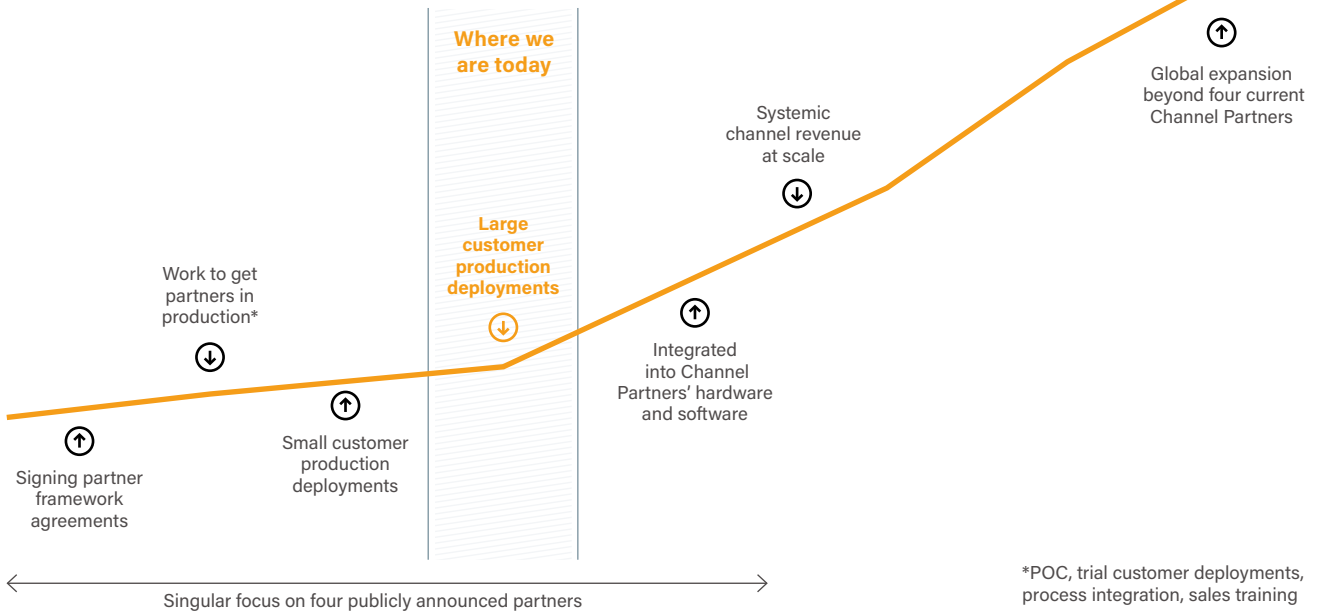 Where we
are today
Global expansion
beyond four current
Channel Partners
Systemic
channel revenue
at scale
Large
customer
production
deployments
Work to get
partners in
production*
Integrated
into Channel
Partners’ hardware
and software
Small customer
production
deployments
Signing partner
framework
agreements
*POC, trial customer deployments,
process integration, sales training
Singular focus on four publicly announced partners